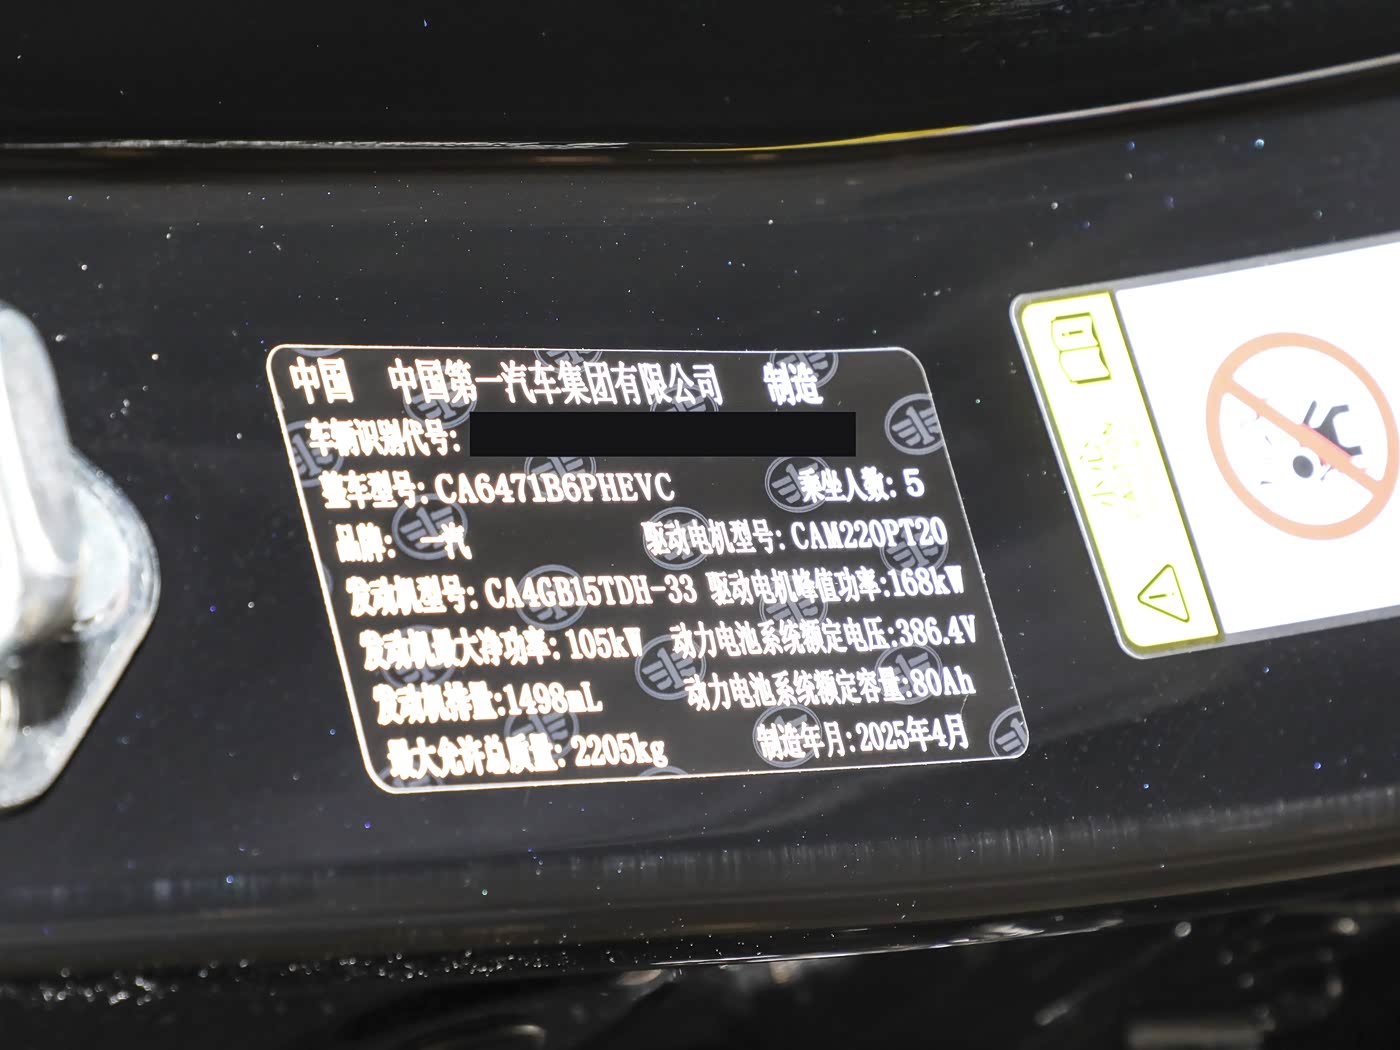 中国 中国第一汽车集团有限公司 制造
车辆识别代号:
整车型号: CA6471B6PHEVC 乘坐人数: 5
品牌: 一汽 驱动电机型号: CAM220PT20
发动机型号: CA4GB15TDH-33 驱动电机峰值功率:168kW
发动机最大净功率: 105kW 动力电池系统额定电压:386.4V
发动机排量:1498mL 动力电池系统额定容量:80Ah
最大允许总质量: 2205kg 制造年月:2025年4月